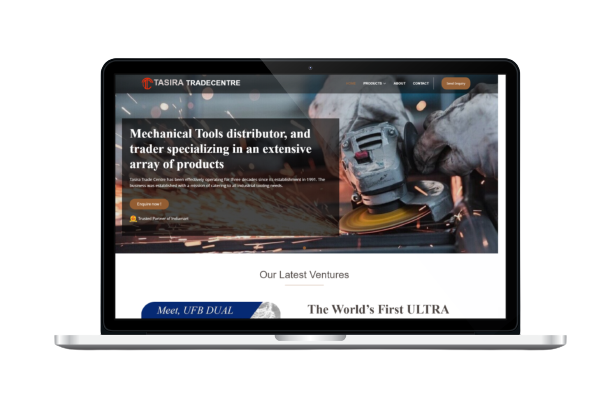 TASIRA TRADECENTRE
HOME PRODUCTS ABOUT CONTACT Send Inquiry
Mechanical Tools distributor, and
trader specializing in an extensive
array of products
Tasira Trade Centre has been effectively operating for three decades since its establishment in 1991. The
business was established with a mission of catering to all industrial tooling needs.
Enquire now !
Trusted Partner of Indiamart
Our Latest Ventures
Meet, UFB DUAL
The World's First ULTRA